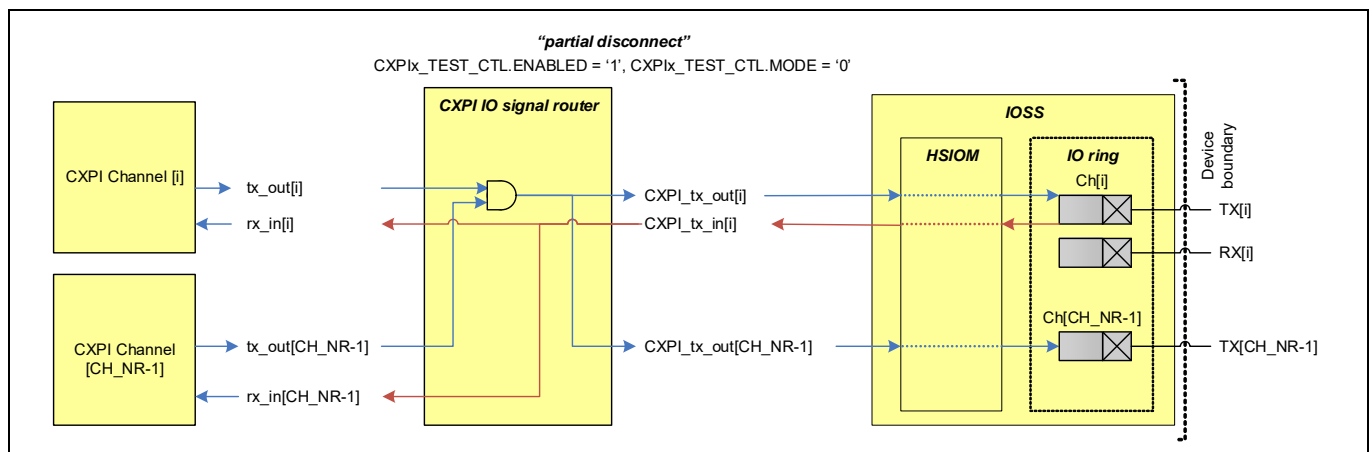 “partial disconnect”
CXPIx_TEST_CTL.ENABLED = ‘1’, CXPIx_TEST_CTL.MODE = ‘0’
CXPI IO signal router
IOSS
HSIOM
IO ring
Device
boundary
CXPI Channel [i]
tx_out[i]
rx_in[i]
CXPI_tx_out[i]
CXPI_tx_in[i]
Ch[i]
TX[i]
RX[i]
CXPI Channel
[CH_NR-1]
tx_out[CH_NR-1]
rx_in[CH_NR-1]
CXPI_tx_out[CH_NR-1]
Ch[CH_NR-1]
TX[CH_NR-1]